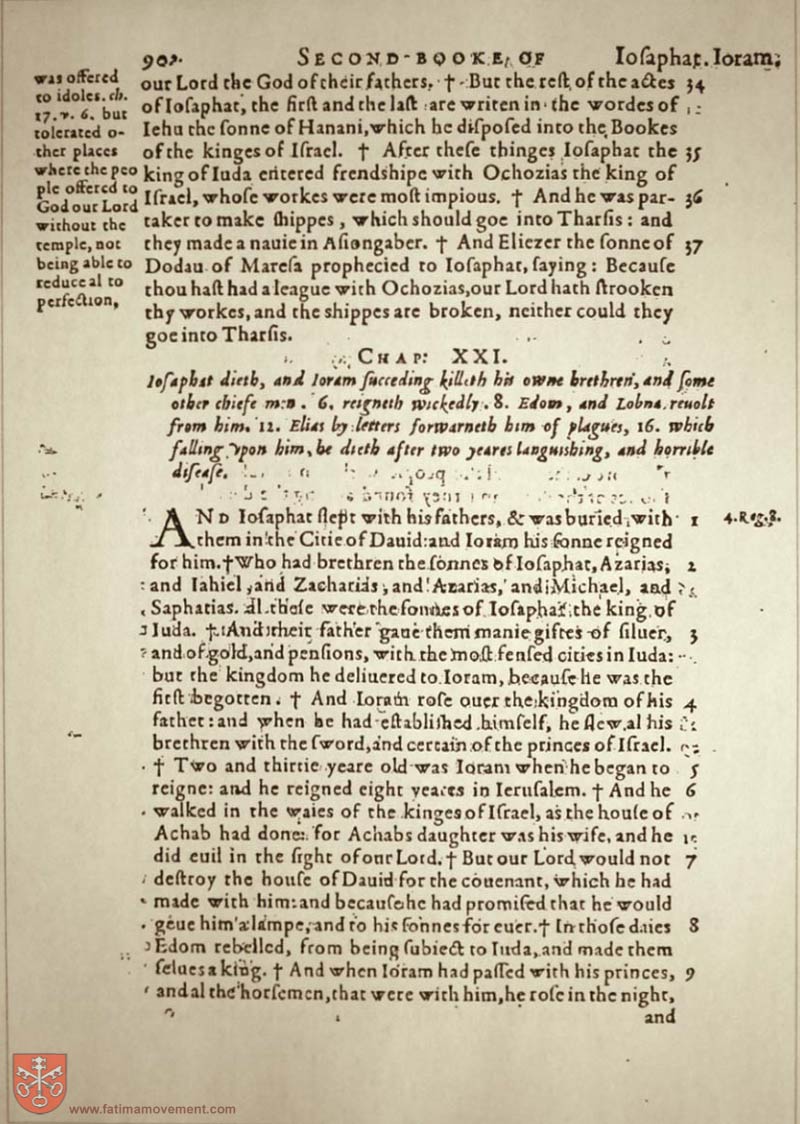 902. SECOND-BOOKE, OF Iosaphat. Ioram.
was offered
to idoles. ch.
17. v. 6. but
tolerated o-
ther places
where the peo
ple offered to
God our Lord
without the
temple, not
being able to
reduce al to
perfection,
our Lord the God of their fathers. † But the rest of the actes 34
of Iosaphat, the first and the last are writen in the wordes of
Iehu the sonne of Hanani, which he disposed into the Bookes
of the kinges of Israel. † After these thinges Iosaphat the 35
king of Iuda entered frendshipe with Ochozias the king of
Israel, whose workes were most impious. † And he was par- 36
taker to make shippes, which should goe into Tharsis: and
they made a nauie in Asiongaber. † And Eliezer the sonne of 37
Dodau of Maresa prophecied to Iosaphat, saying: Because
thou hast had a league with Ochozias, our Lord hath strooken
thy workes, and the shippes are broken, neither could they
goe into Tharsis.
CHAP. XXI.
Iosaphat dieth, and Ioram succeding killeth his owne brethren, and some
other chiefe men. 6. reigneth wickedly. 8. Edom, and Lobna reuolt
from him. 12. Elias by letters forwarneth him of plagues, 16. which
falling vpon him, he dieth after two yeares languishing, and horrible
disease.
AND Iosaphat slept with his fathers, & was buried with 1 4. Reg. 8.
them in the Citie of Dauid: and Ioram his sonne reigned
for him. † Who had brethren the sonnes of Iosaphat, Azarias, 2
and Iahiel, and Zacharias, and Azarias, and Michael, and
Saphatias. al these were the sonnes of Iosaphat the king of
Iuda. † And their father gaue them manie giftes of siluer, 3
and of gold, and pensions, with the most fensed cities in Iuda:
but the kingdom he deliuered to Ioram, because he was the
first begotten. † And Ioram rose ouer the kingdom of his 4
father: and when he had established himself, he slew al his
brethren with the sword, and certain of the princes of Israel.
† Two and thirtie yeare old was Ioram when he began to 5
reigne: and he reigned eight yeares in Ierusalem. † And he 6
walked in the waies of the kinges of Israel, as the house of
Achab had done: for Achabs daughter was his wife, and he
did euil in the sight of our Lord. † But our Lord would not 7
destroy the house of Dauid for the couenant, which he had
made with him: and because he had promised that he would
geue him a lampe, and to his sonnes for euer. † In those daies 8
Edom rebelled, from being subiect to Iuda, and made them
selues a king. † And when Ioram had passed with his princes, 9
and al the horsemen, that were with him, he rose in the night,
and
www.fatimamovement.com